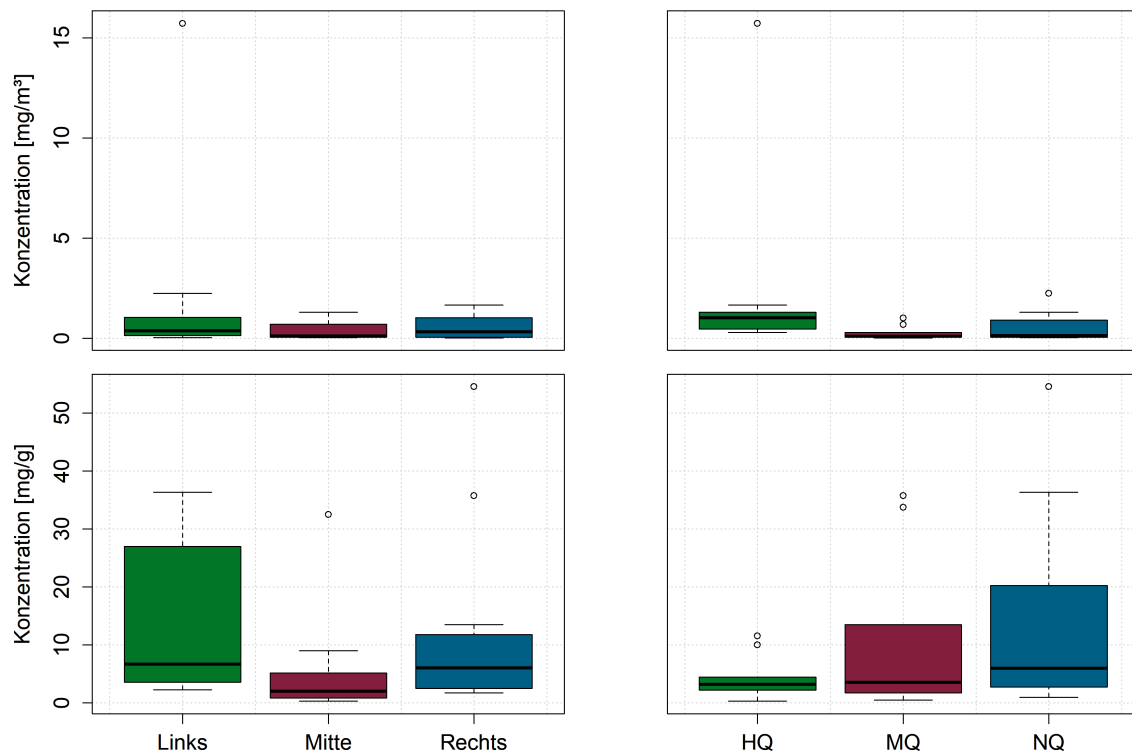 Konzentration [mg/m³]
15
10
5
0
Konzentration [mg/g]
50
40
30
20
10
0
Links Mitte Rechts
HQ MQ NQ